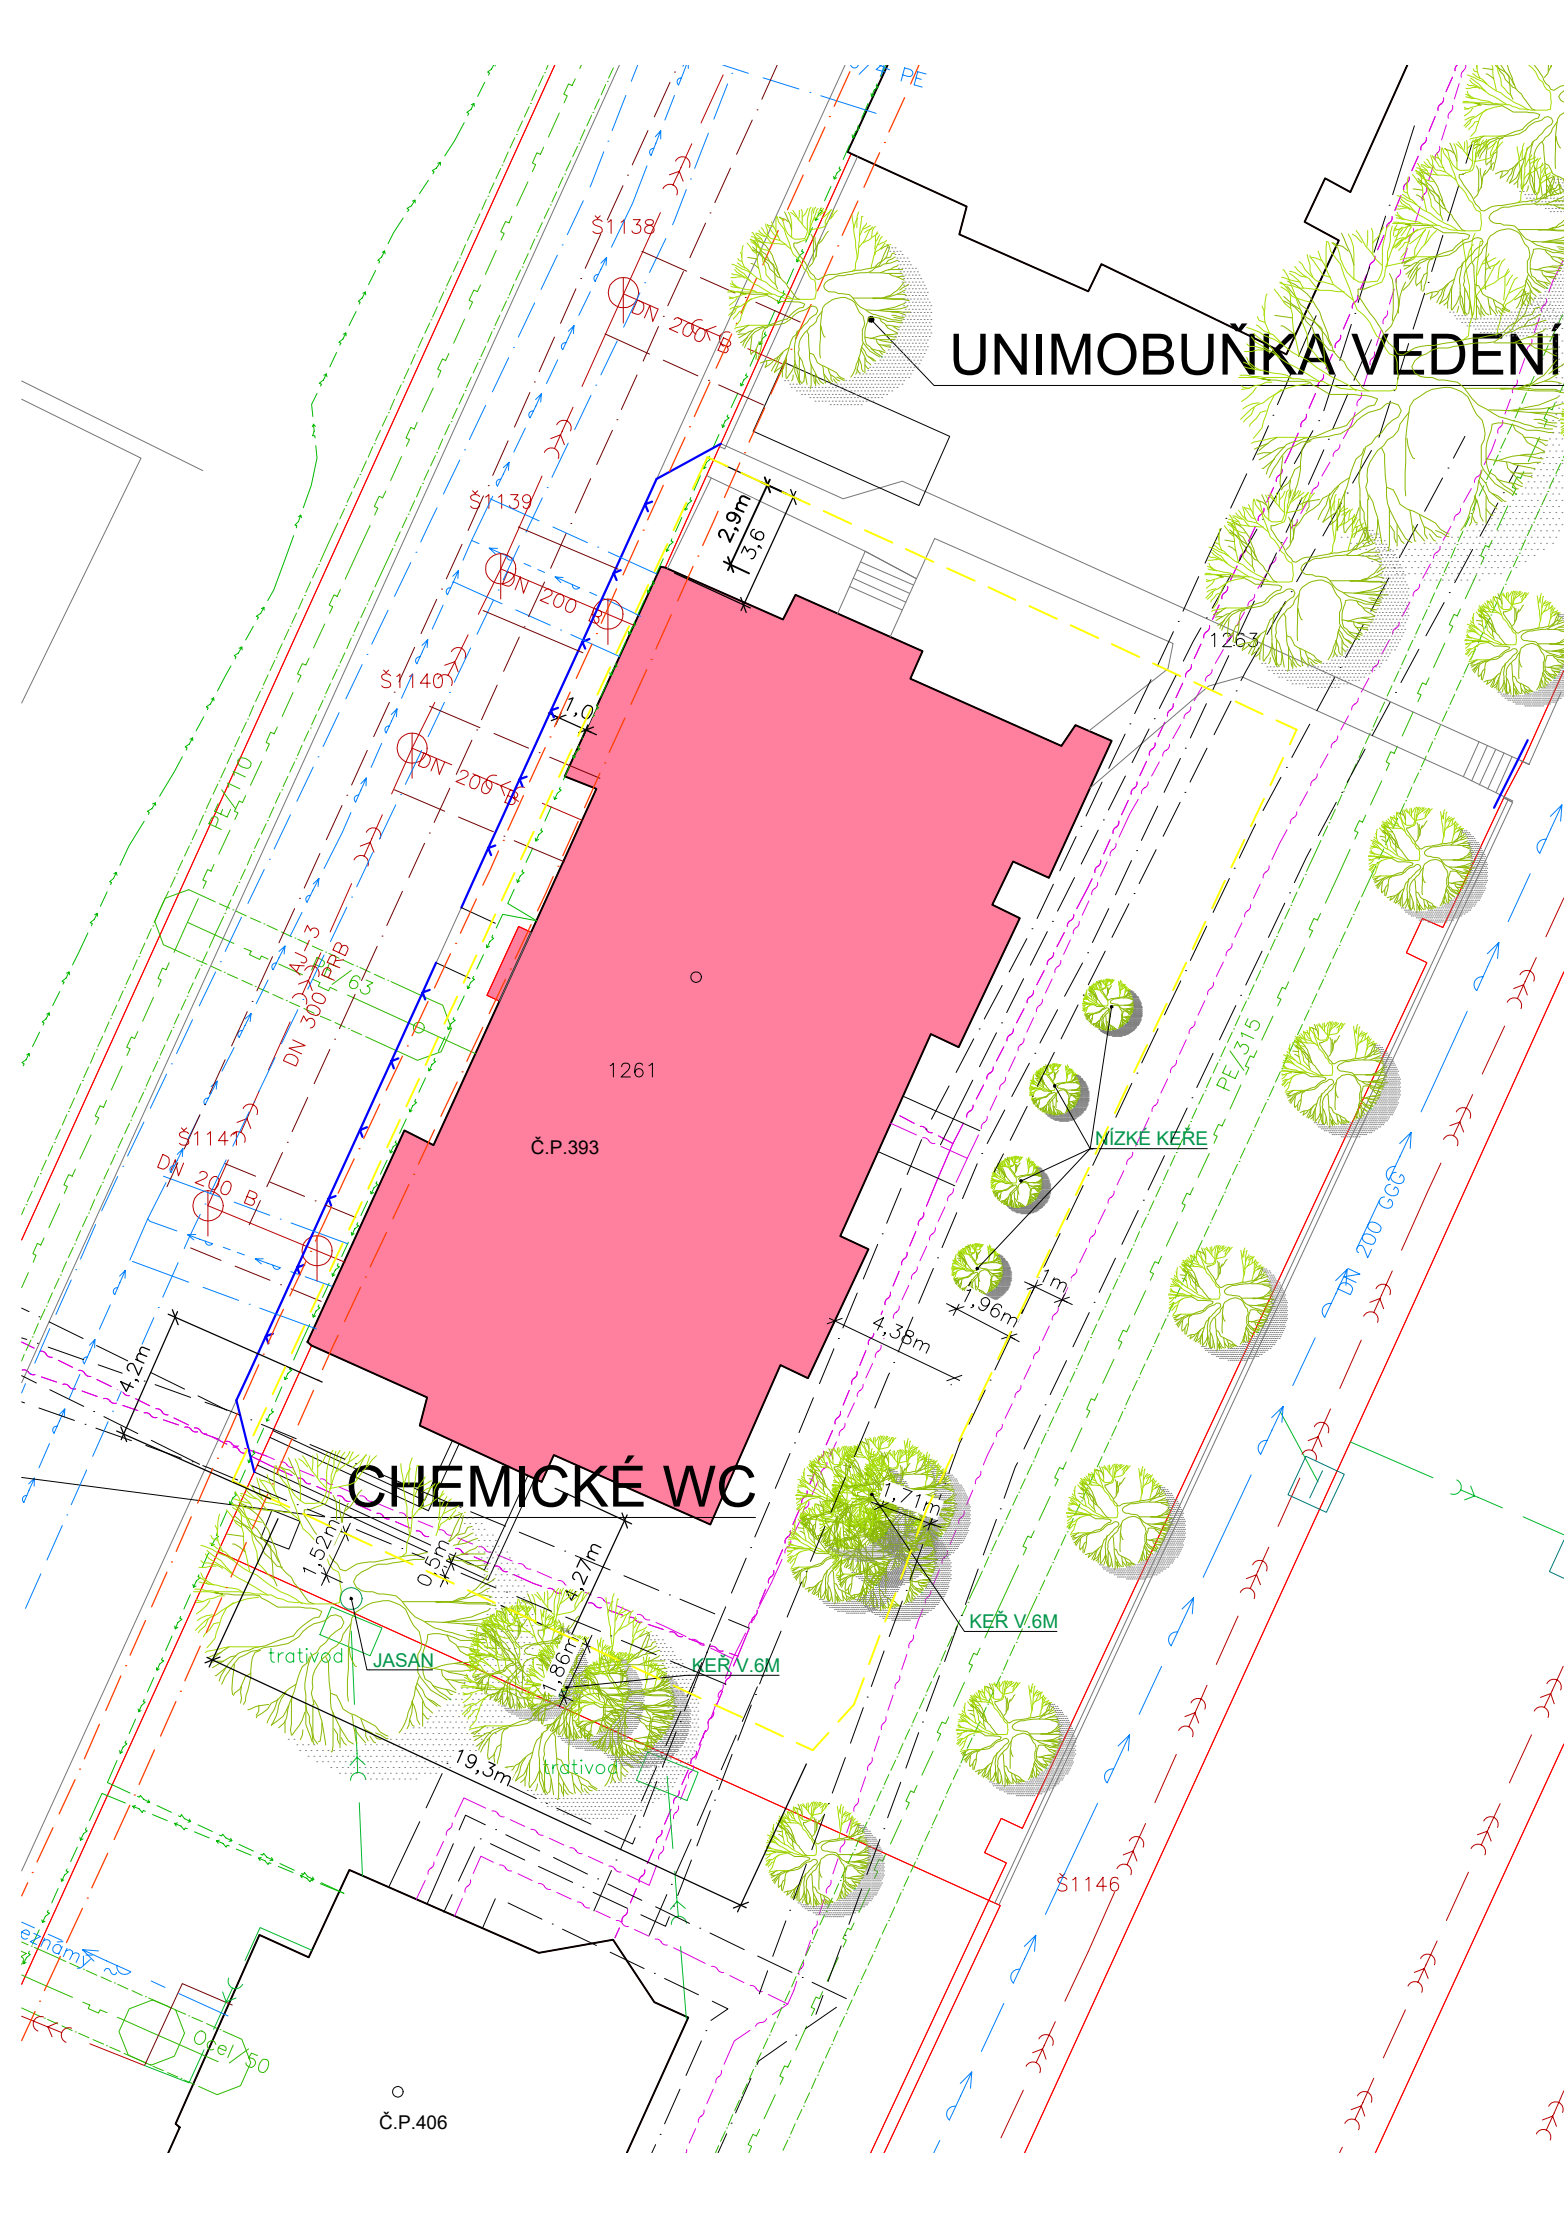 PE
Š1138
DN 200 B
UNIMOBUŇKA VEDENÍ
Š1139
2,9m
3,6
DN 200 B
1263
Š1140
1,0
DN 200 B
PE/110
AJ-3
DN 300 PRB
PE/63
1261
PE/315
Č.P.393
NÍZKÉ KEŘE
Š1141
DN 200 B
DN 200 GGG
1m
1,96m
4,38m
4,2m
CHEMICKÉ WC
1,71m
1,52m
0,5m
4,27m
KEŘ V.6M
trativod
JASAN
1,86m
KEŘ V.6M
19,3m
trativod
Š1146
eznámy
Ocel/50
Č.P.406